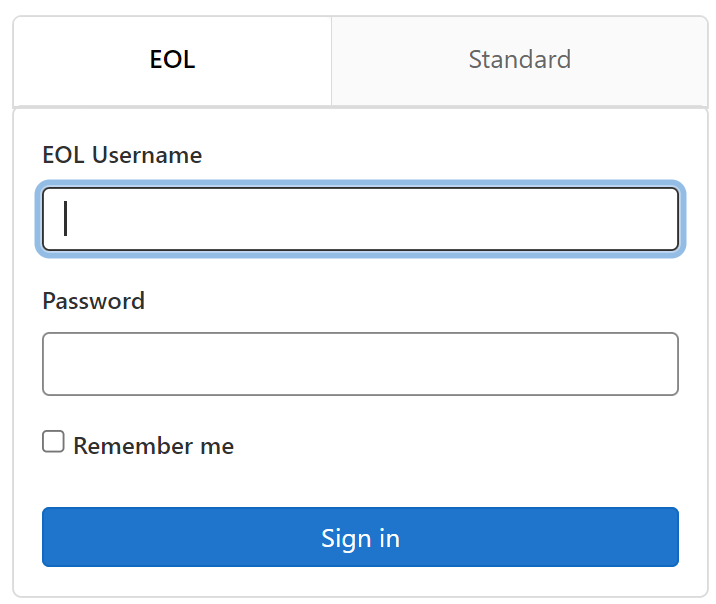 EOL Standard
EOL Username
Password
Remember me
Sign in